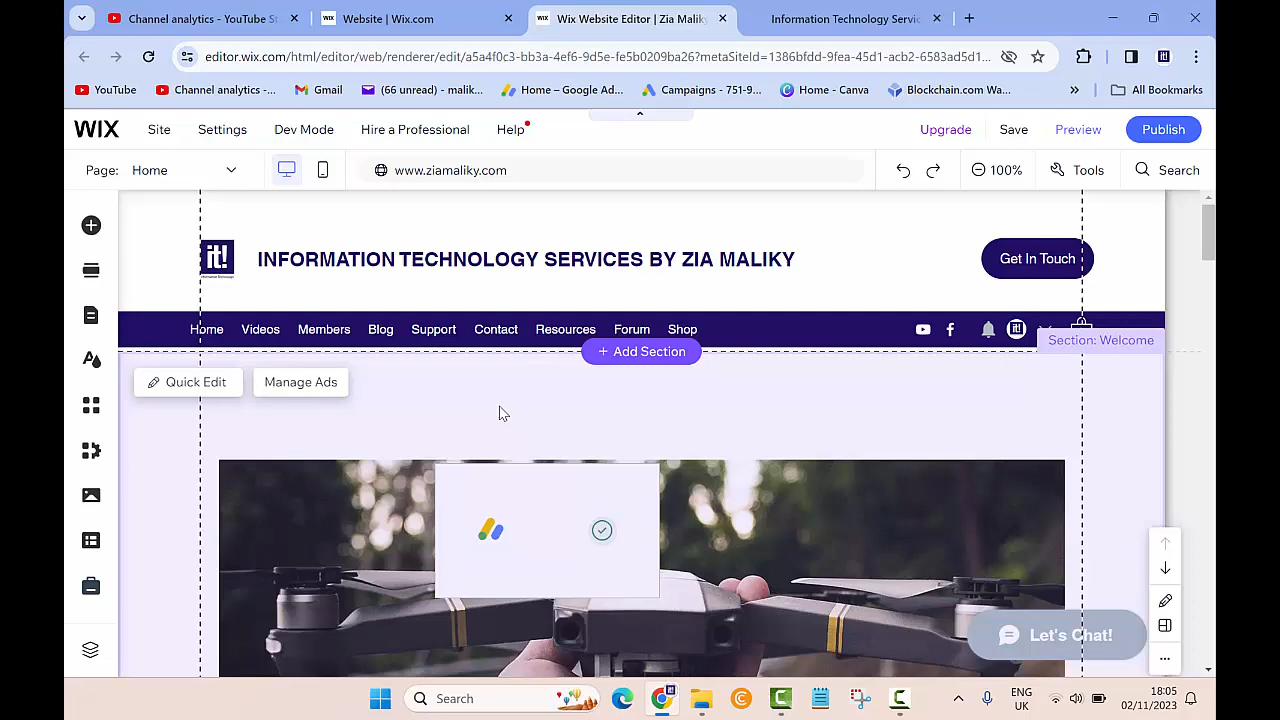 Channel analytics - YouTube St
WIX Website | Wix.com
WIX Wix Website Editor | Zia Maliky
Information Technology Servic
editor.wix.com/html/editor/web/renderer/edit/a5a4f0c3-bb3a-4ef6-9d5e-fe5b0209ba26?metaSiteId=1386bfdd-9fea-45d1-acb2-6583ad5d1...
YouTube Channel analytics -... Gmail (66 unread) - malik... Home – Google Ad... Campaigns - 751-9... Home - Canva Blockchain.com Wa... » All Bookmarks
WIX Site Settings Dev Mode Hire a Professional Help Upgrade Save Preview Publish
Page: Home www.ziamaliky.com 100% Tools Search
it! INFORMATION TECHNOLOGY SERVICES BY ZIA MALIKY Get In Touch
Home Videos Members Blog Support Contact Resources Forum Shop it!
Section: Welcome
+ Add Section
Quick Edit Manage Ads
Let's Chat!
Search
ENG
UK
18:05
02/11/2023